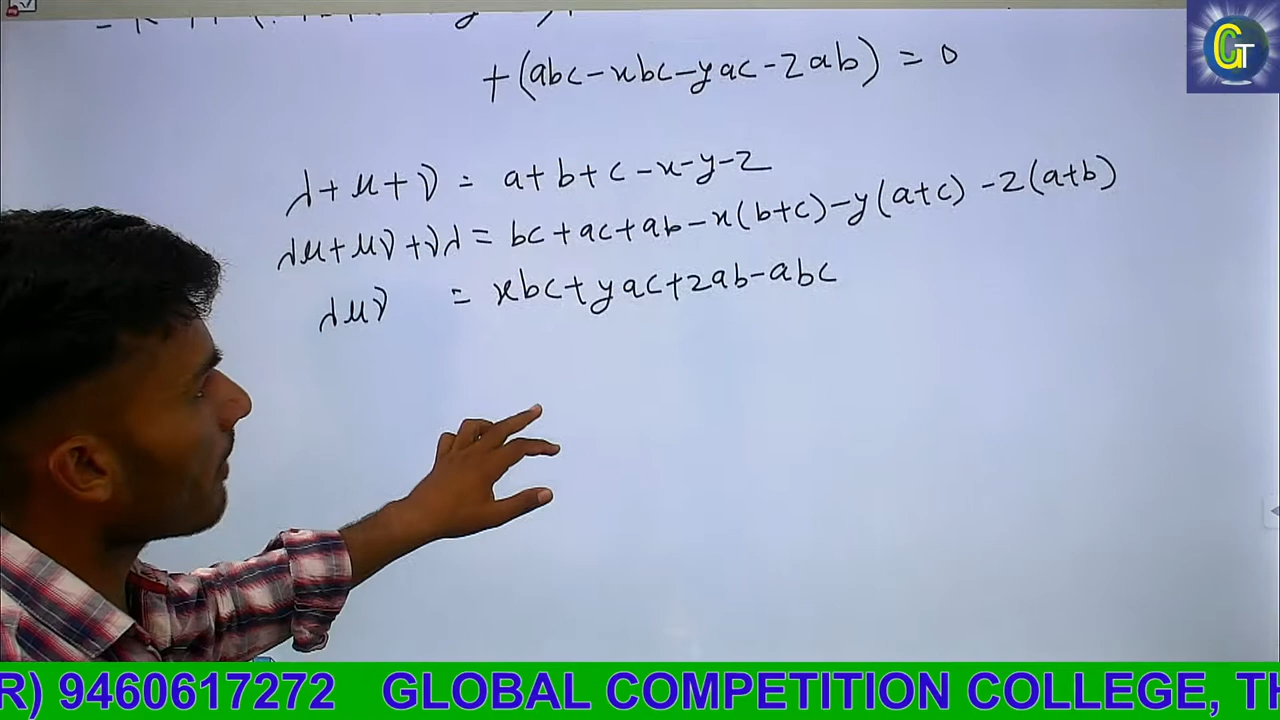 +(abc-xbc-yac-zab) = 0
λ+μ+ν = a+b+c-x-y-z
λμ+μν+νλ = bc+ac+ab-x(b+c)-y(a+c)-z(a+b)
λμν = xbc+yac+zab-abc
GT
R) 9460617272 GLOBAL COMPETITION COLLEGE, TH